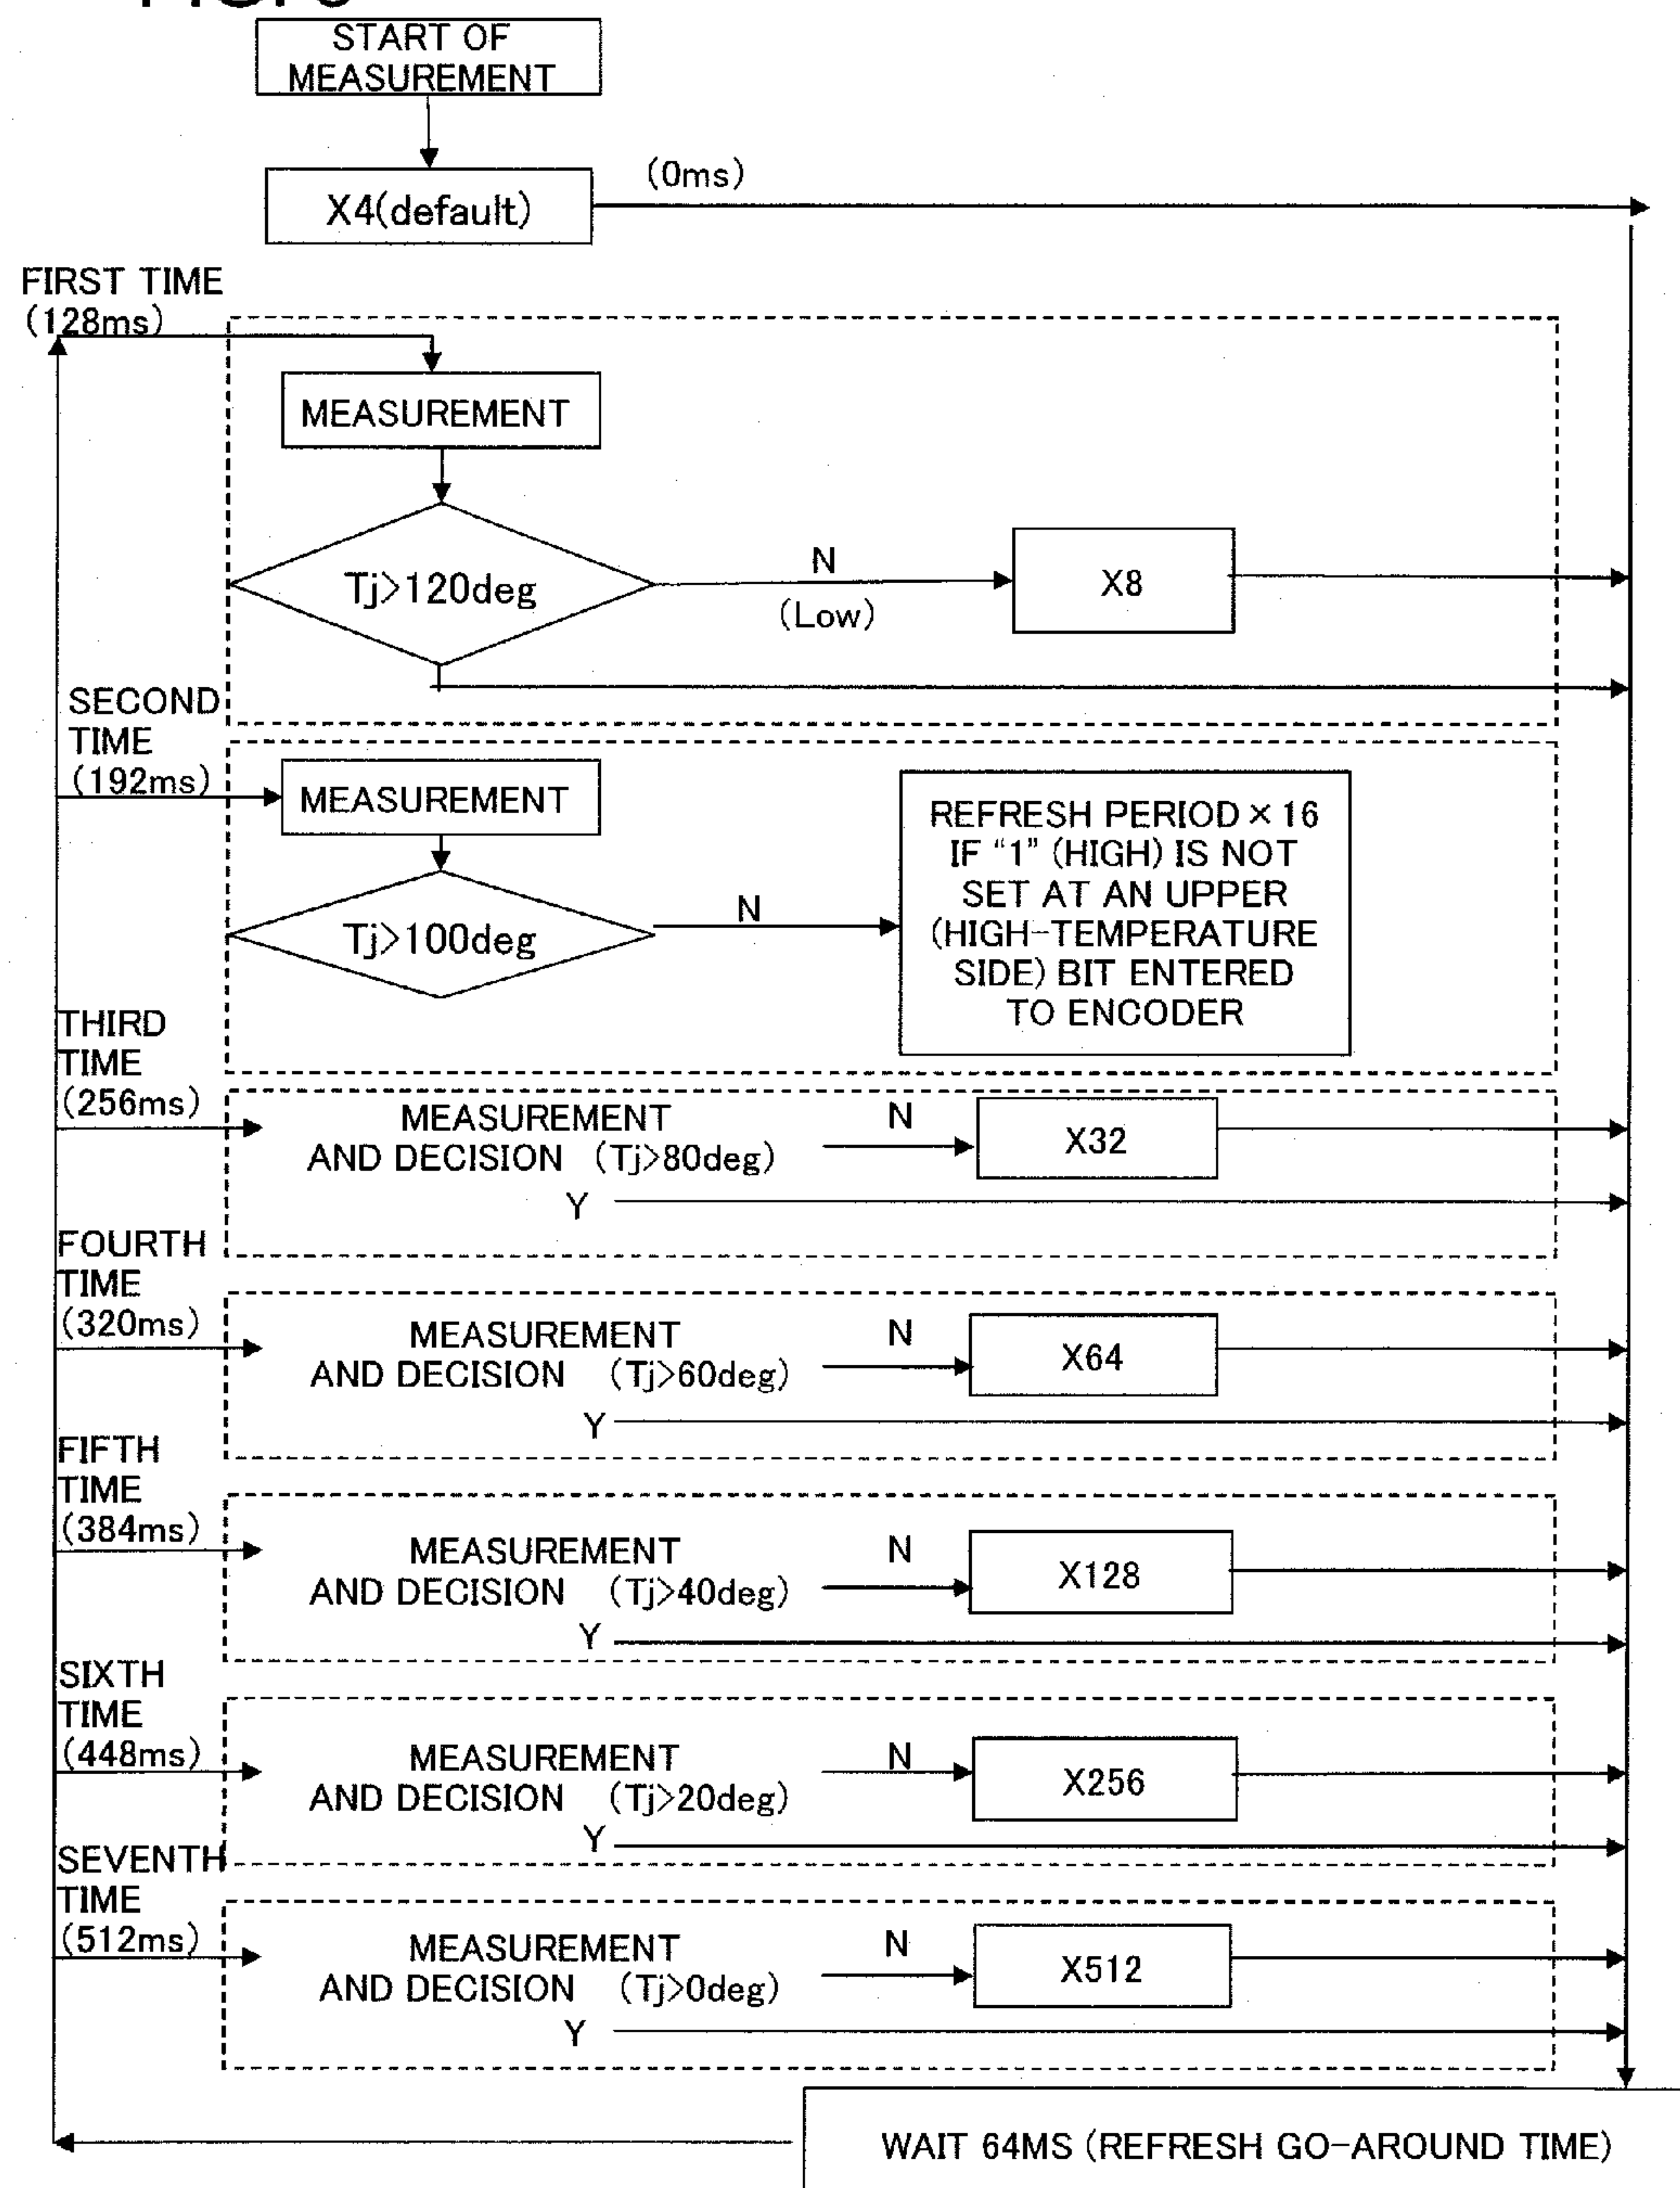 START OF
MEASUREMENT
X4(default)
(0ms)
FIRST TIME
(128ms)
MEASUREMENT
Tj>120deg
N
(Low)
X8
SECOND
TIME
(192ms)
MEASUREMENT
Tj>100deg
N
REFRESH PERIOD × 16
IF “1” (HIGH) IS NOT
SET AT AN UPPER
(HIGH-TEMPERATURE
SIDE) BIT ENTERED
TO ENCODER
THIRD
TIME
(256ms)
MEASUREMENT
AND DECISION (Tj>80deg)
N
X32
Y
FOURTH
TIME
(320ms)
MEASUREMENT
AND DECISION (Tj>60deg)
N
X64
Y
FIFTH
TIME
(384ms)
MEASUREMENT
AND DECISION (Tj>40deg)
N
X128
Y
SIXTH
TIME
(448ms)
MEASUREMENT
AND DECISION (Tj>20deg)
N
X256
Y
SEVENTH
TIME
(512ms)
MEASUREMENT
AND DECISION (Tj>0deg)
N
X512
Y
WAIT 64MS (REFRESH GO-AROUND TIME)